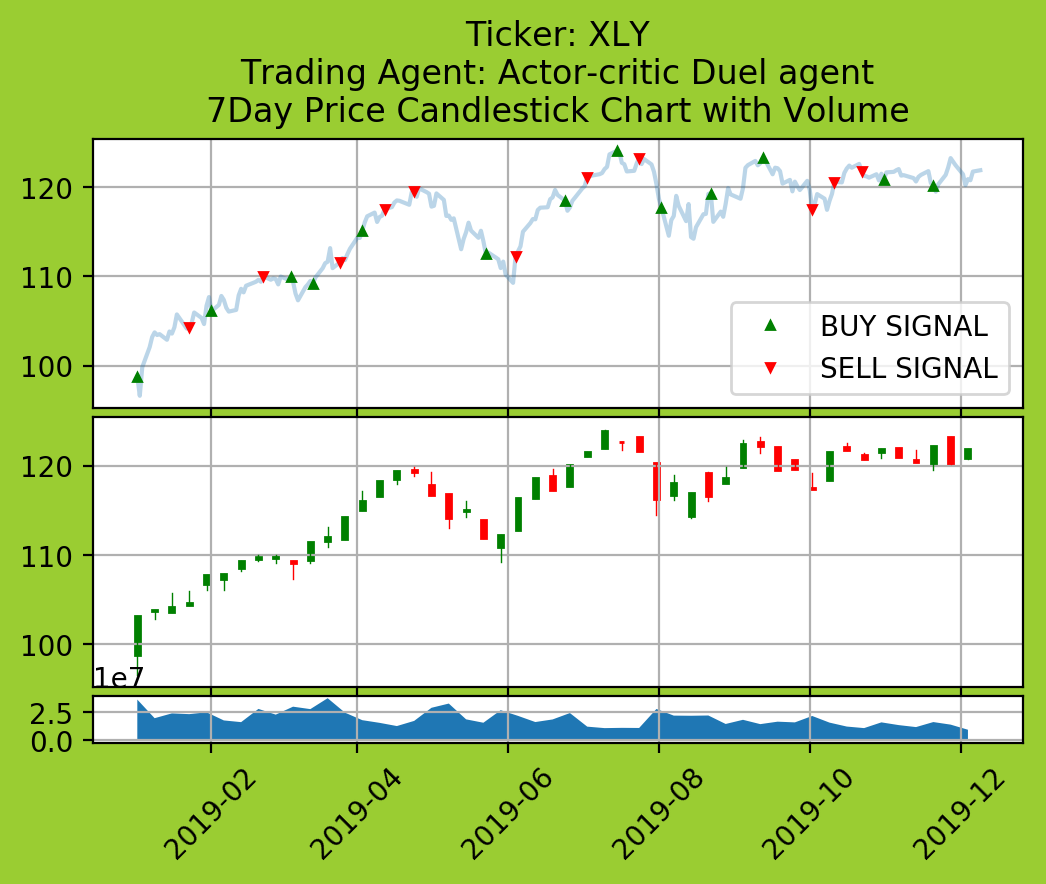 Ticker: XLY
Trading Agent: Actor-critic Duel agent
7Day Price Candlestick Chart with Volume
120
110
100
BUY SIGNAL
SELL SIGNAL
120
110
100
1e7
2.5
0.0
2019-02
2019-04
2019-06
2019-08
2019-10
2019-12